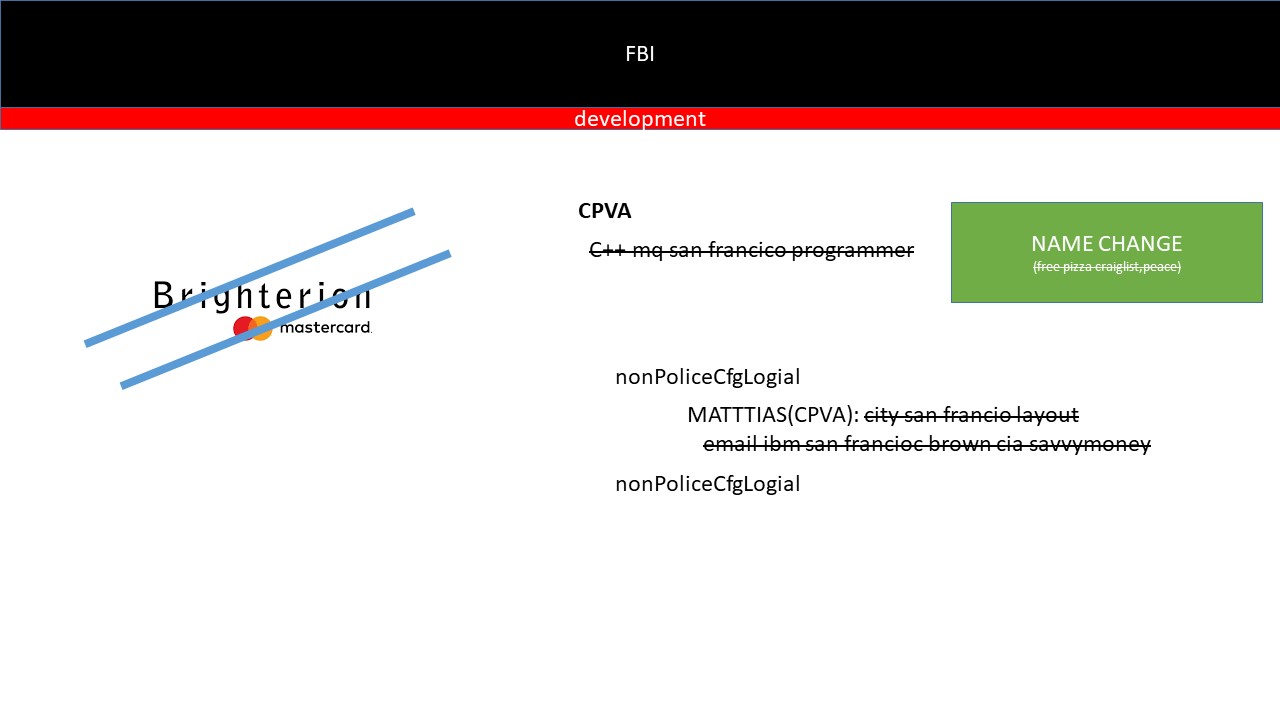 FBI
development
CPVA
C++ mq san francico programmer
NAME CHANGE
(free pizza craiglist,peace)
Brighterion
mastercard.
nonPoliceCfgLogial
MATTTIAS(CPVA): city san francio layout
email ibm san francioc brown cia savvymoney
nonPoliceCfgLogial